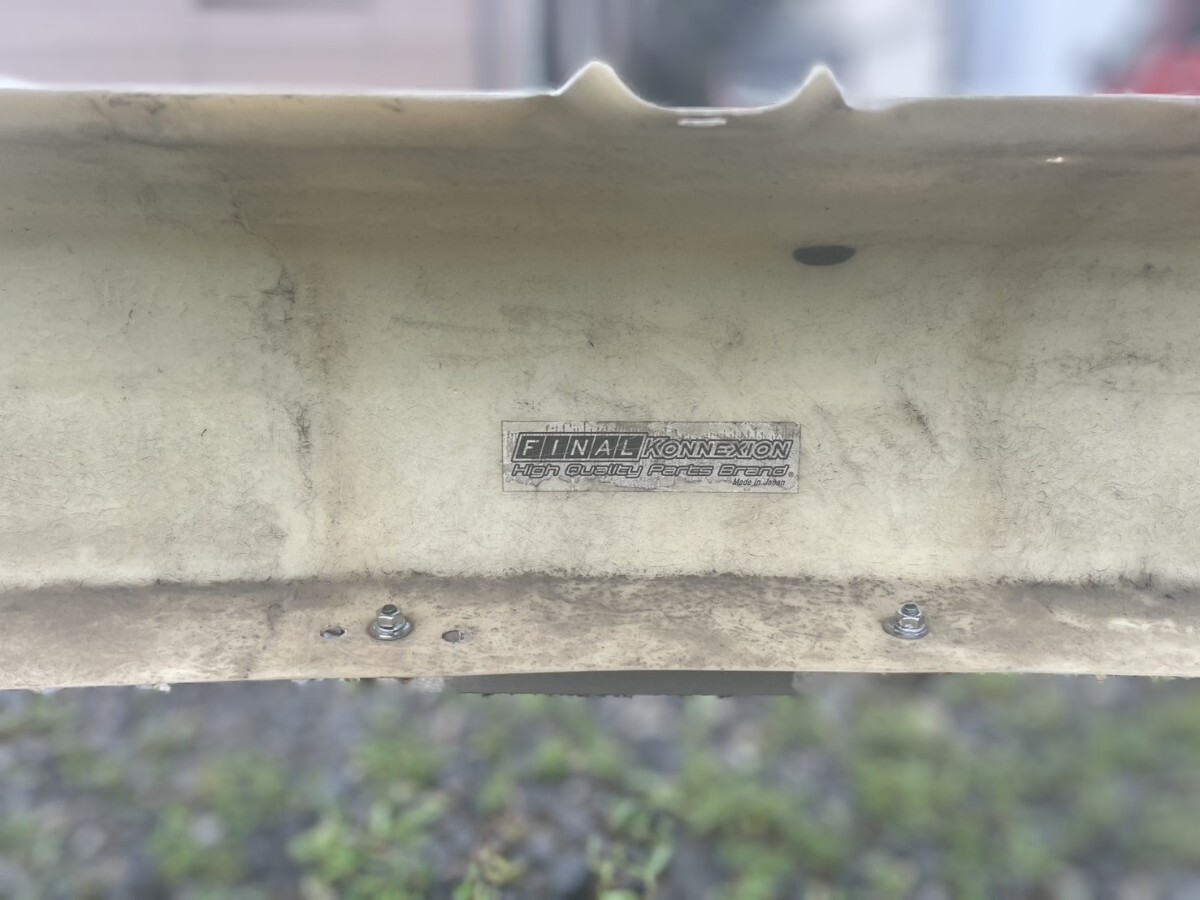 FINAL KONNEXION
High Quality Parts Brand®
Made in Japan